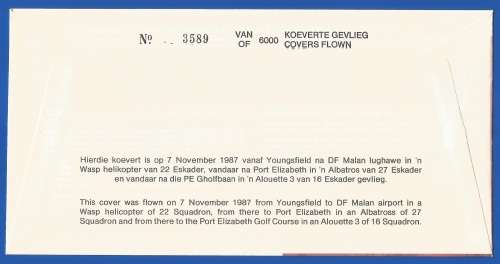 No .. 3589 VAN OF 6000 KOEVERTE GEVLIEG COVERS FLOWN
Hierdie koevert is op 7 November 1987 vanaf Youngsfield na DF Malan lughawe in 'n
Wasp helikopter van 22 Eskader, vandaar na Port Elizabeth in 'n Albatros van 27 Eskader
en vandaar na die PE Gholfbaan in 'n Alouette 3 van 16 Eskader gevlieg.
This cover was flown on 7 November 1987 from Youngsfield to DF Malan airport in a
Wasp helicopter of 22 Squadron, from there to Port Elizabeth in an Albatross of 27
Squadron and from there to the Port Elizabeth Golf Course in an Alouette 3 of 16 Squadron.